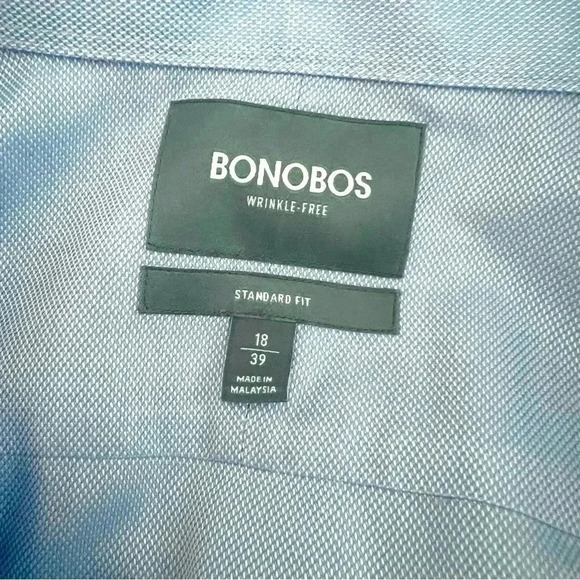 BONOBOS
WRINKLE-FREE
STANDARD FIT
18
39
MADE IN
MALAYSIA